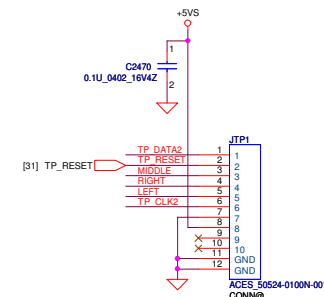 +5VS
1
C2470
0.1U_0402_16V4Z
2
JTP1
TP_DATA2 1 1
[31] TP_RESET TP_RESET 2 2
MIDDLE 3 3
RIGHT 4 4
LEFT 5 5
TP_CLK2 6 6
7 7
8 8
9 9
10 10
11 GND
12 GND
ACES_50524-0100N-001
CONN@